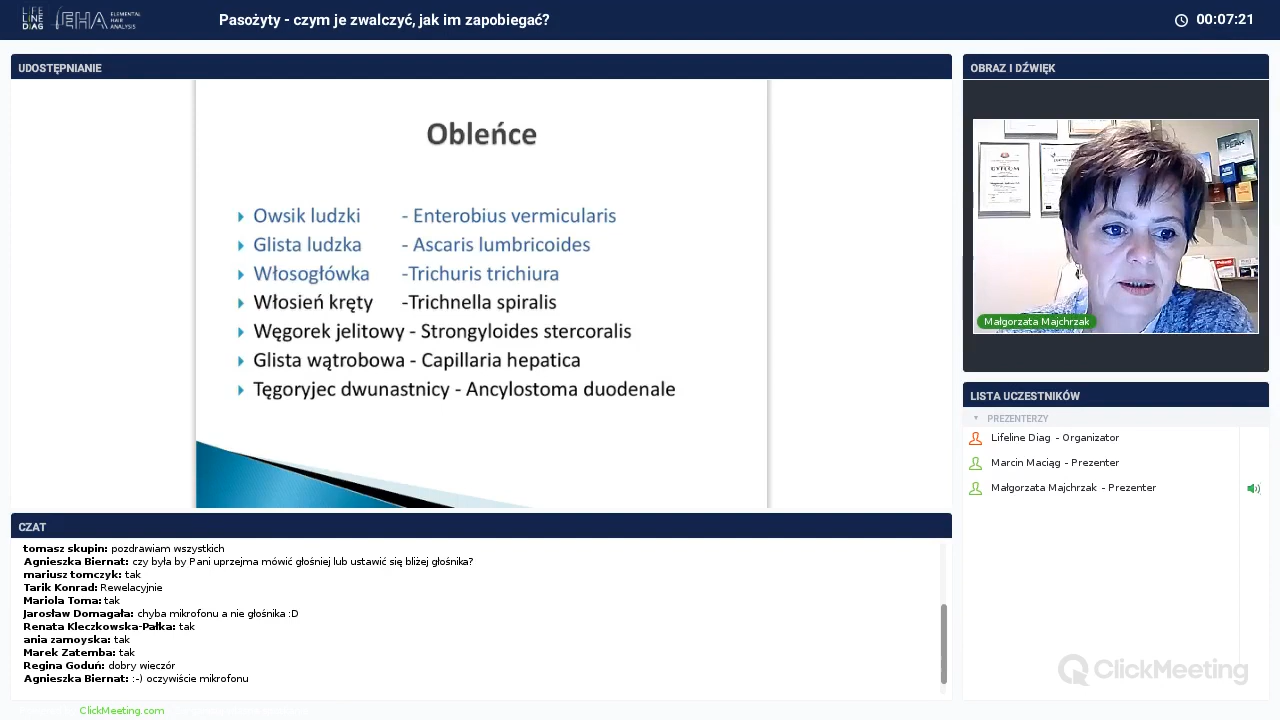 LIFE
LINE
DIAG
EHA
ELEMENTAL
HAIR
ANALYSIS
Pasożyty - czym je zwalczyć, jak im zapobiegać?
00:07:21
UDOSTĘPNIANIE
Obleńce
Owsik ludzki - Enterobius vermicularis
Glista ludzka - Ascaris lumbricoides
Włosogłówka -Trichuris trichiura
Włosień kręty -Trichnella spiralis
Węgorek jelitowy - Strongyloides stercoralis
Glista wątrobowa - Capillaria hepatica
Tęgoryjec dwunastnicy - Ancylostoma duodenale
OBRAZ I DŹWIĘK
DYPLOM
PEAK
Małgorzata Majchrzak
LISTA UCZESTNIKÓW
PREZENTERZY
Lifeline Diag - Organizator
Marcin Maciąg - Prezenter
Małgorzata Majchrzak - Prezenter
CZAT
tomasz skupin: pozdrawiam wszystkich
Agnieszka Biernat: czy była by Pani uprzejma mówić głośniej lub ustawić się bliżej głośnika?
mariusz tomczyk: tak
Tarik Konrad: Rewelacyjnie
Mariola Toma: tak
Jarosław Domagała: chyba mikrofonu a nie głośnika :D
Renata Kleczkowska-Pałka: tak
ania zamoyska: tak
Marek Zatemba: tak
Regina Goduń: dobry wieczór
Agnieszka Biernat: :-) oczywiście mikrofonu
ClickMeeting
ClickMeeting.com